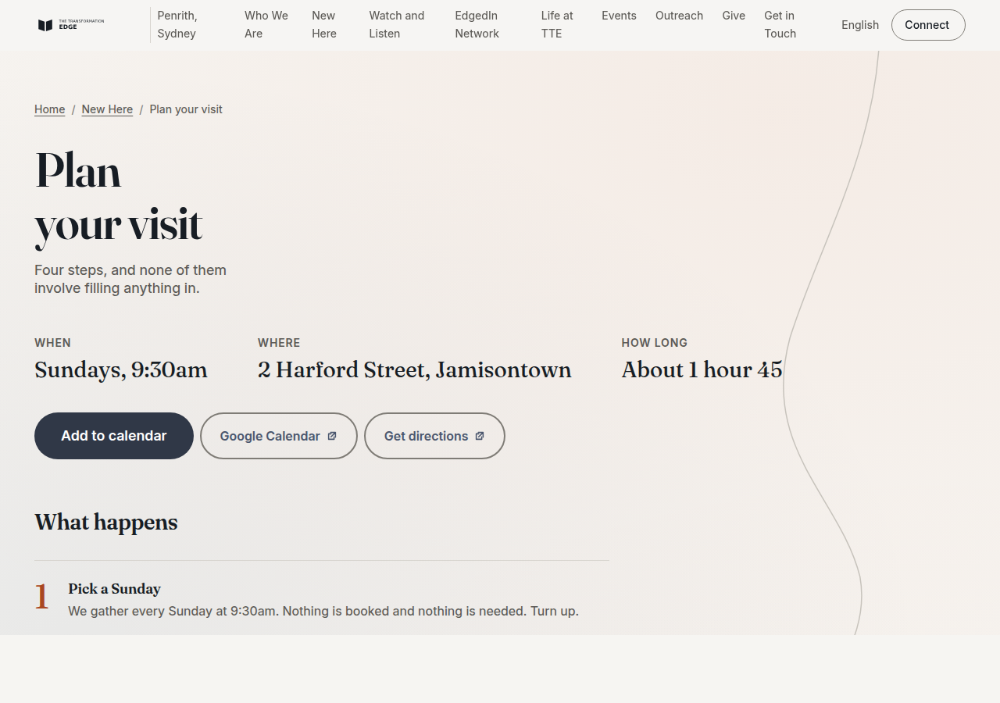 THE TRANSFORMATION
EDGE
Penrith,
Sydney
Who We
Are
New
Here
Watch and
Listen
EdgedIn
Network
Life at
TTE
Events
Outreach
Give
Get in
Touch
English
Connect
Home / New Here / Plan your visit
Plan
your visit
Four steps, and none of them
involve filling anything in.
WHEN
Sundays, 9:30am
WHERE
2 Harford Street, Jamisontown
HOW LONG
About 1 hour 45
Add to calendar
Google Calendar
Get directions
What happens
1
Pick a Sunday
We gather every Sunday at 9:30am. Nothing is booked and nothing is needed. Turn up.